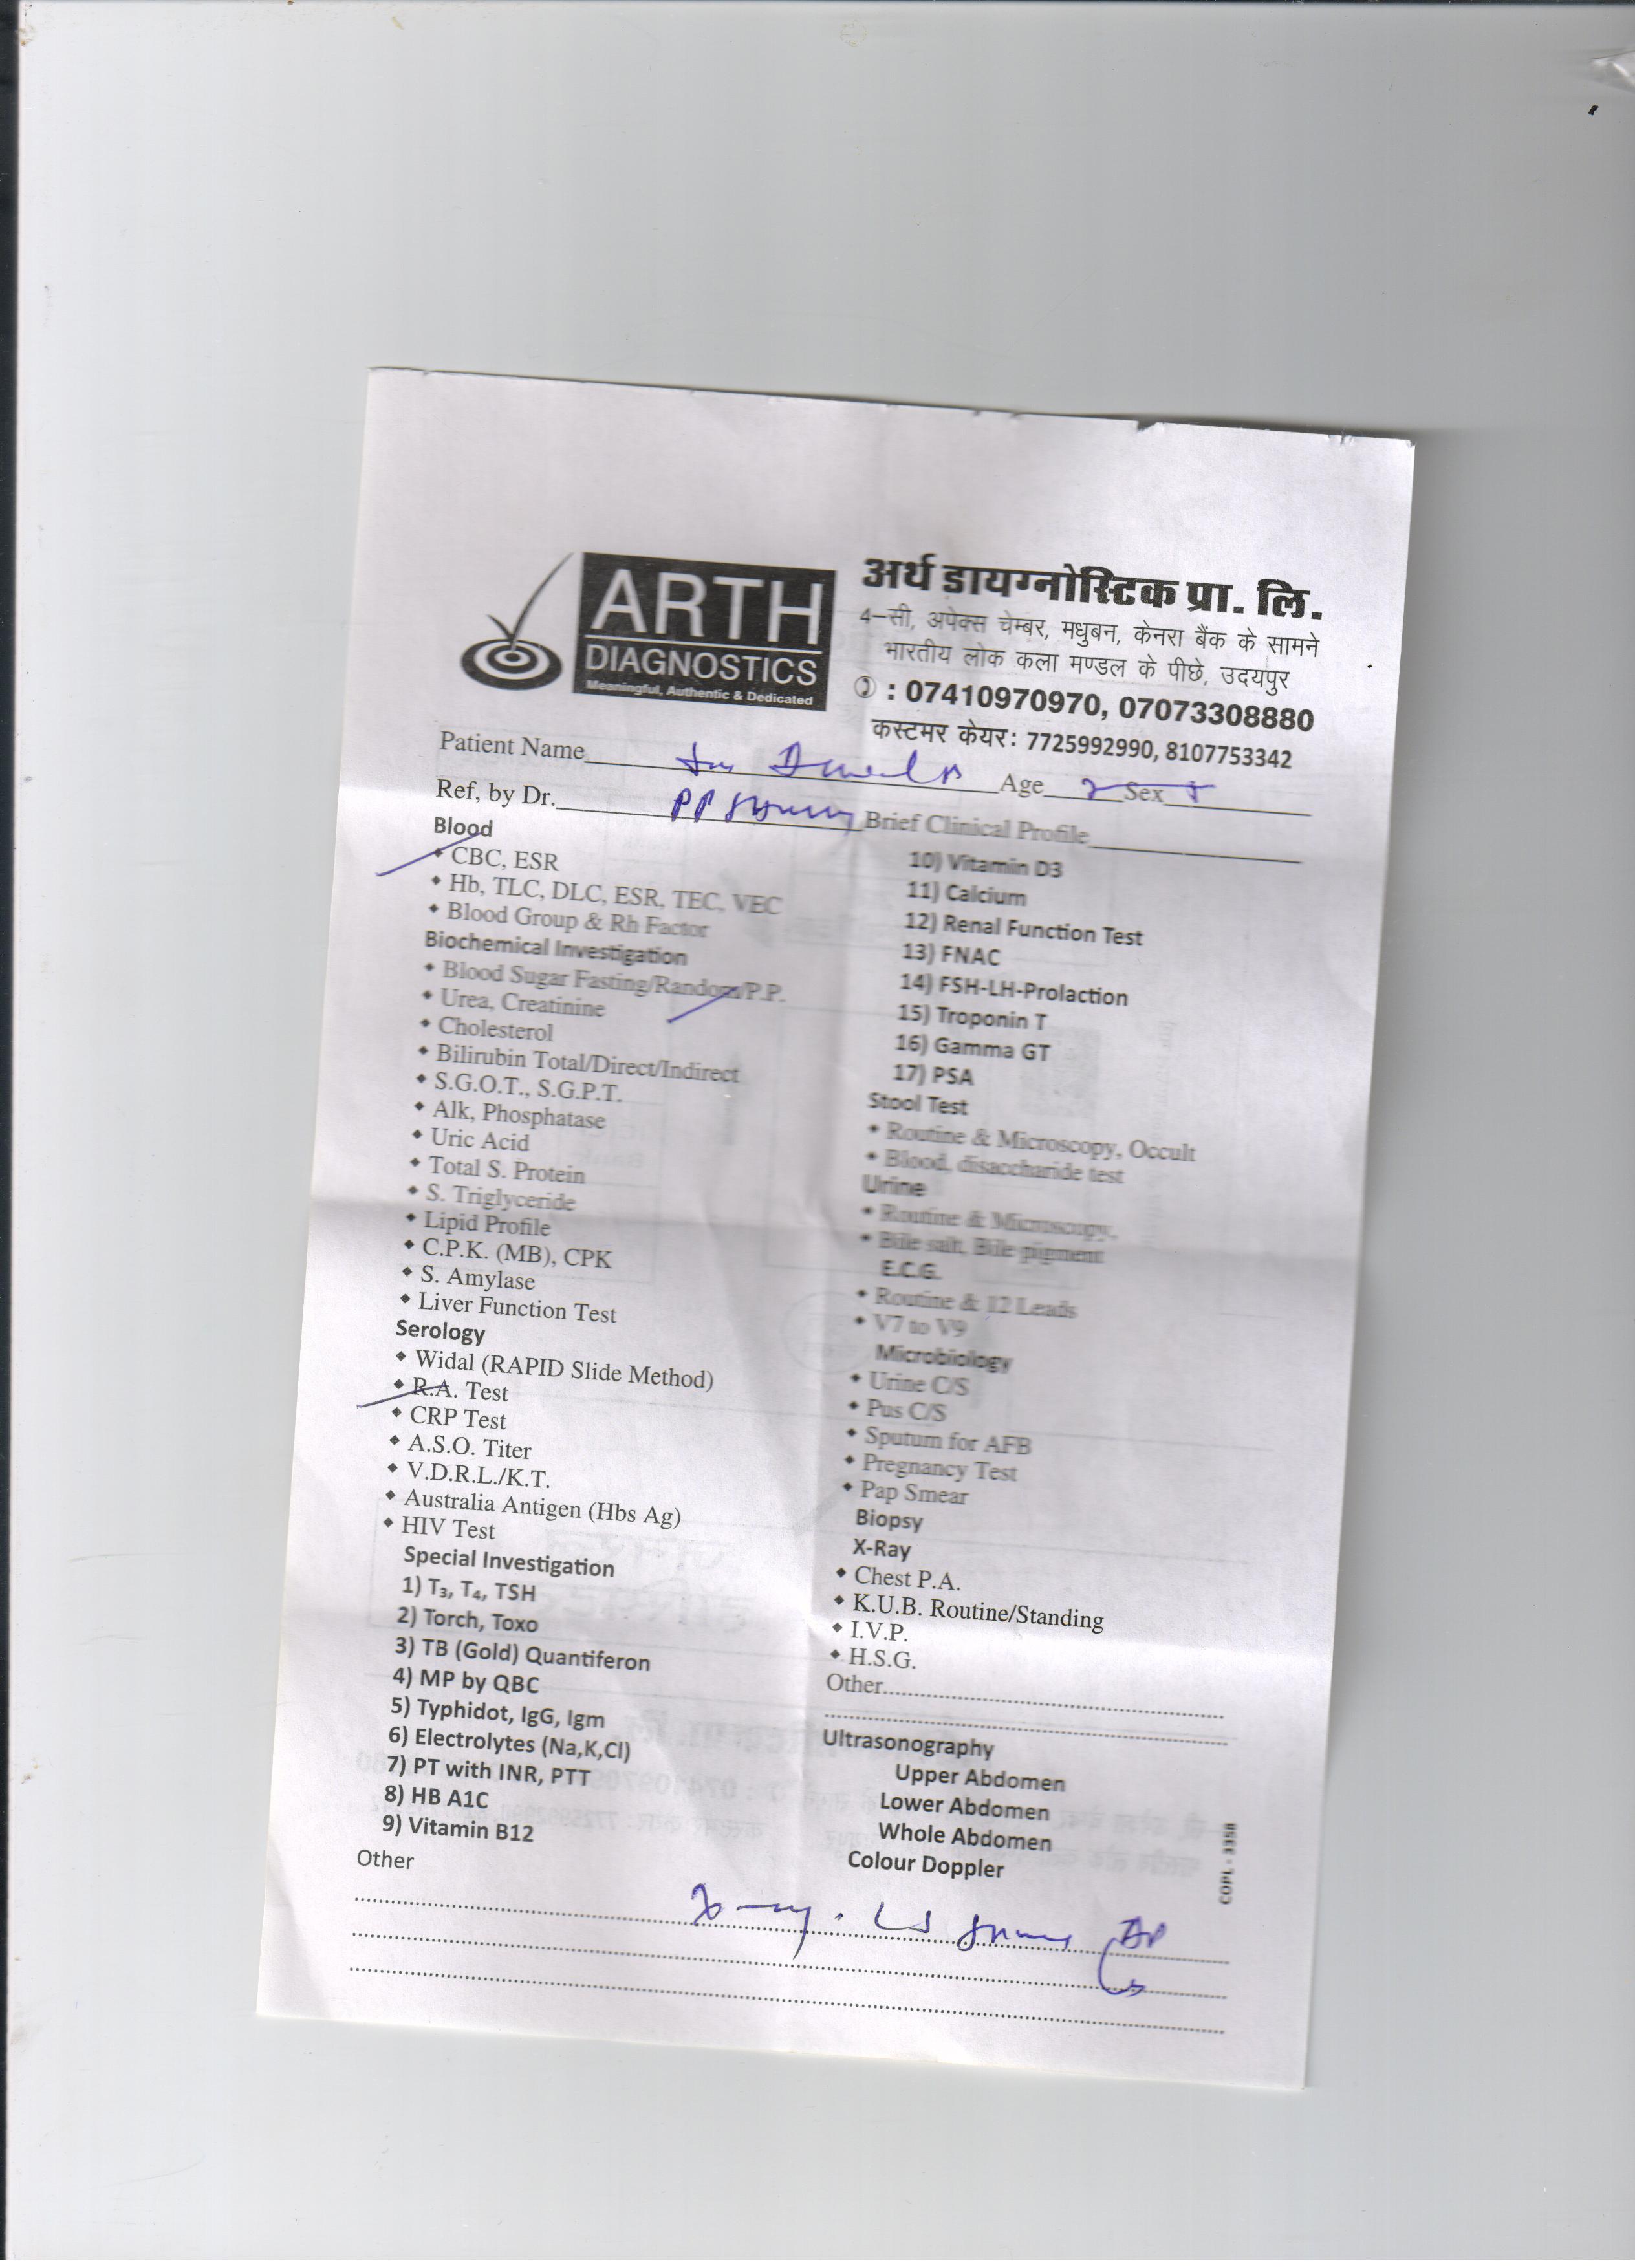 ARTH
DIAGNOSTICS
Meaningful, Authentic & Dedicated
अर्थ डायग्नोस्टिक प्रा. लि.
4-सी, अपेक्स चेम्बर, मधुबन, केनरा बैंक के सामने
भारतीय लोक कला मण्डल के पीछे, उदयपुर
: 07410970970, 07073308880
कस्टमर केयर: 7725992990, 8107753342
Patient Name Age Sex
Ref, by Dr. PP Brief Clinical Profile
Blood
CBC, ESR
Hb, TLC, DLC, ESR, TEC, VEC
Blood Group & Rh Factor
Biochemical Investigation
Blood Sugar Fasting/Random/P.P.
Urea, Creatinine
Cholesterol
Bilirubin Total/Direct/Indirect
S.G.O.T., S.G.P.T.
Alk, Phosphatase
Uric Acid
Total S. Protein
S. Triglyceride
Lipid Profile
C.P.K. (MB), CPK
S. Amylase
Liver Function Test
Serology
Widal (RAPID Slide Method)
R.A. Test
CRP Test
A.S.O. Titer
V.D.R.L./K.T.
Australia Antigen (Hbs Ag)
HIV Test
Special Investigation
1) T₃, T₄, TSH
2) Torch, Toxo
3) TB (Gold) Quantiferon
4) MP by QBC
5) Typhidot, IgG, Igm
6) Electrolytes (Na,K,Cl)
7) PT with INR, PTT
8) HB A1C
9) Vitamin B12
Other
10) Vitamin D3
11) Calcium
12) Renal Function Test
13) FNAC
14) FSH-LH-Prolaction
15) Troponin T
16) Gamma GT
17) PSA
Stool Test
Routine & Microscopy, Occult
Blood, disaccharide test
Urine
Routine & Microscopy,
Bile salt, Bile pigment
E.C.G.
Routine & 12 Leads
V7 to V9
Microbiology
Urine C/S
Pus C/S
Sputum for AFB
Pregnancy Test
Pap Smear
Biopsy
X-Ray
Chest P.A.
K.U.B. Routine/Standing
I.V.P.
H.S.G.
Other
Ultrasonography
Upper Abdomen
Lower Abdomen
Whole Abdomen
Colour Doppler
COPL - 3358
X-ray. LS AP